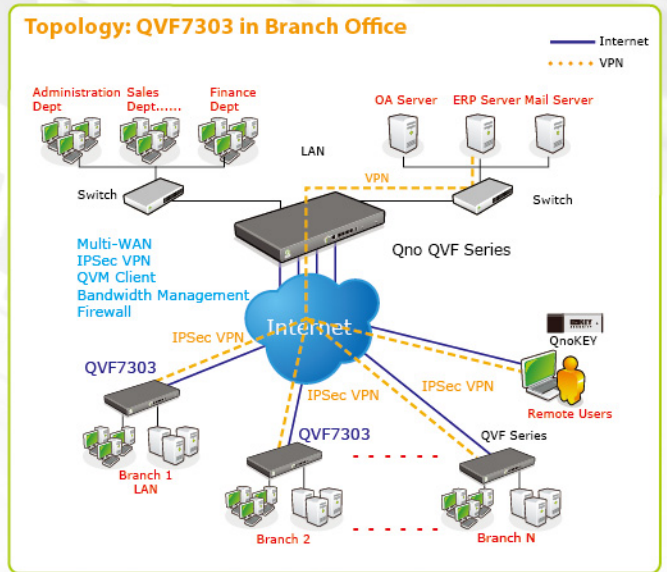 Topology: QVF7303 in Branch Office
Internet
VPN
Administration
Dept
Sales
Dept......
Finance
Dept
OA Server
ERP Server
Mail Server
LAN
VPN
Switch
Switch
Qno QVF Series
Multi-WAN
IPSec VPN
QVM Client
Bandwidth Management
Firewall
Internet
IPSec VPN
QVF7303
IPSec VPN
IPSec VPN
KEY
QnoKEY
Remote Users
QVF7303
QVF Series
Branch 1
LAN
Branch 2
Branch N